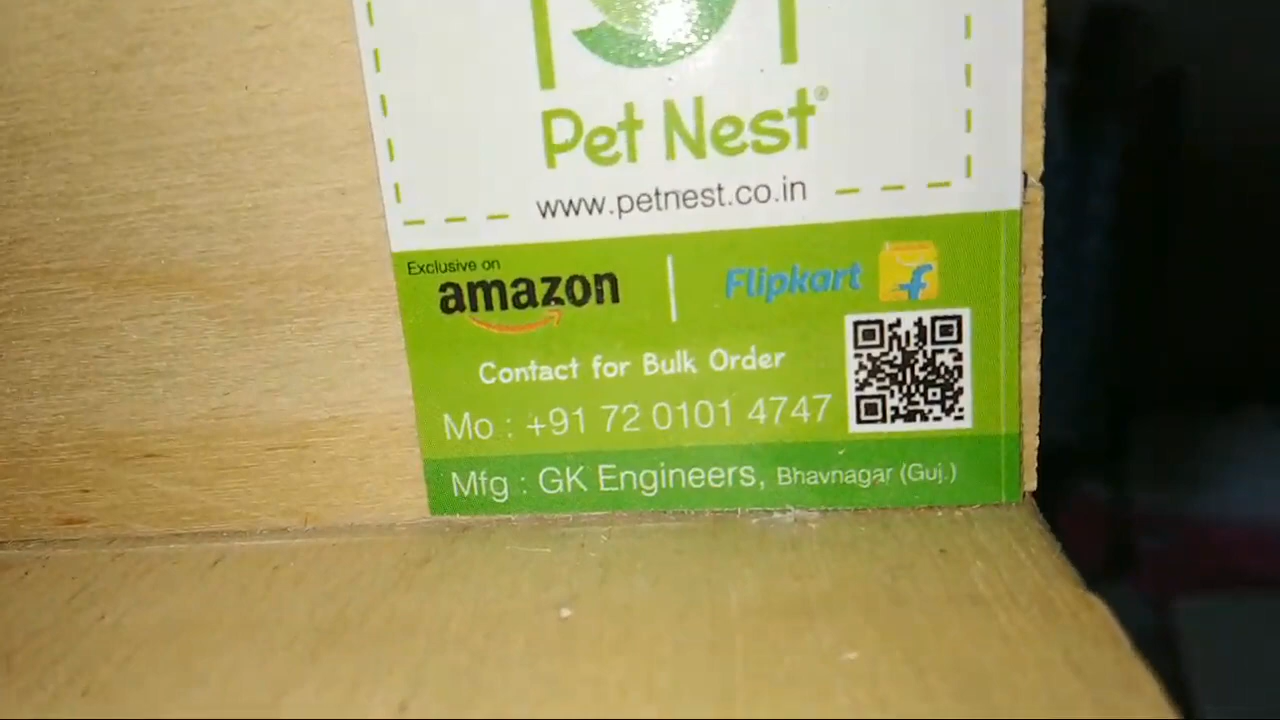 Pet Nest®
www.petnest.co.in
Exclusive on
amazon | Flipkart
Contact for Bulk Order
Mo : +91 72 0101 4747
Mfg : GK Engineers, Bhavnagar (Guj.)